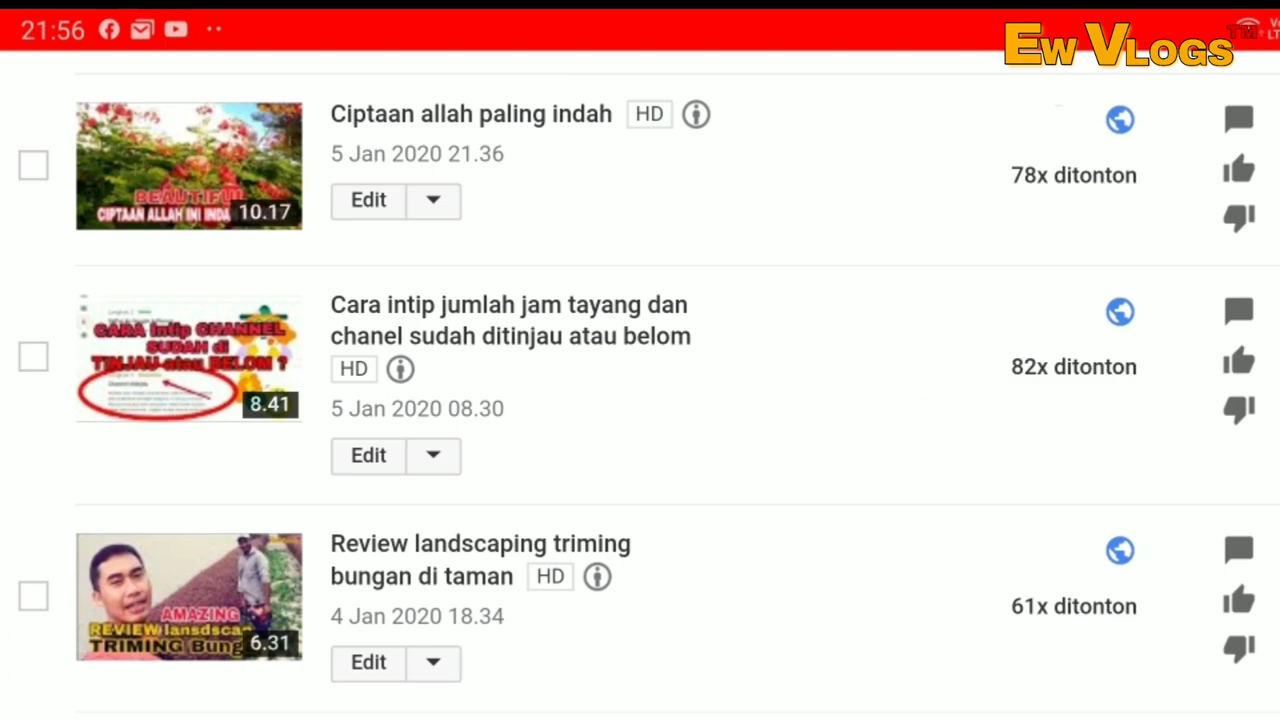 21:56
EW VLOGS™
LT
Ciptaan allah paling indah HD
5 Jan 2020 21.36
78x ditonton
Edit
BEAUTIFUL
CIPTAAN ALLAH INI INDA
10.17
Cara intip jumlah jam tayang dan
chanel sudah ditinjau atau belom
HD
82x ditonton
5 Jan 2020 08.30
Edit
CARA Intip CHANNEL
SUDAH di
TINJAU atau BELOM ?
8.41
Review landscaping triming
bungan di taman HD
61x ditonton
4 Jan 2020 18.34
Edit
AMAZING
REVIEW lansdsca
TRIMING Bung
6.31